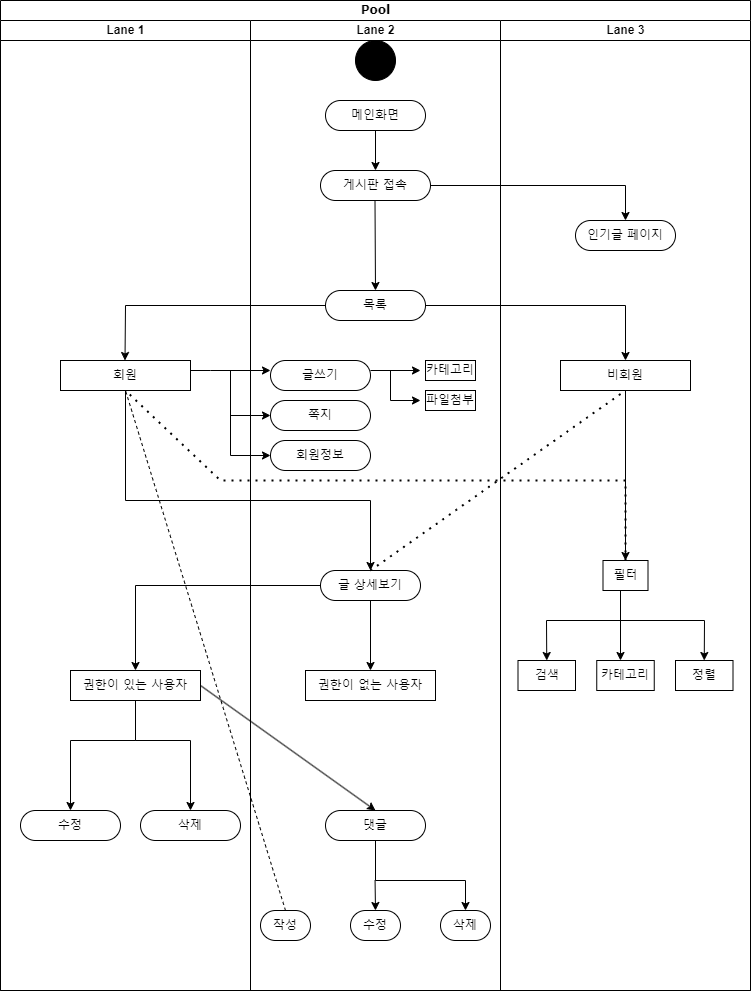 Pool
Lane 1
Lane 2
Lane 3
메인화면
게시판 접속
인기글 페이지
목록
회원
글쓰기
카테고리
비회원
파일첨부
쪽지
회원정보
글 상세보기
필터
권한이 있는 사용자
권한이 없는 사용자
검색
카테고리
정렬
수정
삭제
댓글
작성
수정
삭제